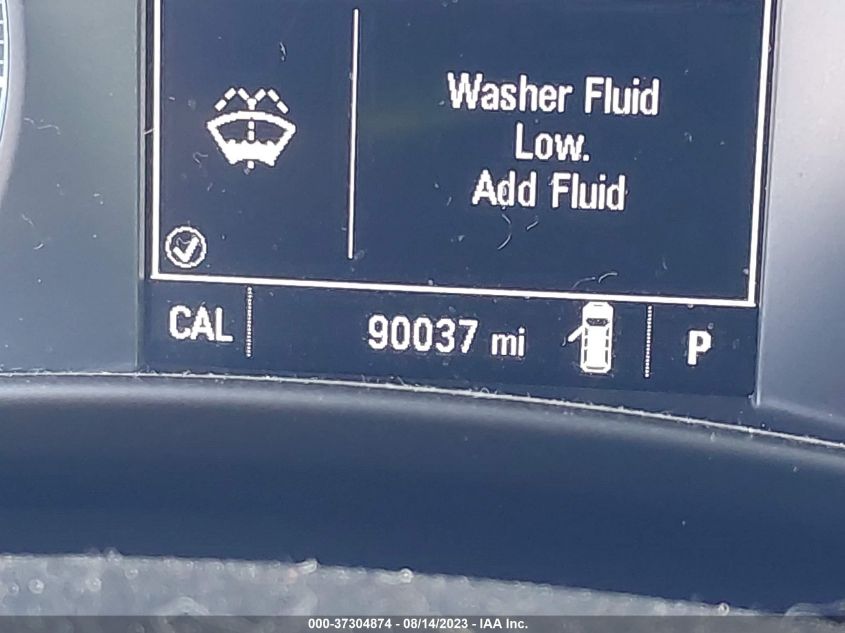 Washer Fluid
Low.
Add Fluid
CAL 90037 mi P
000-37304874 - 08/14/2023 - IAA Inc.